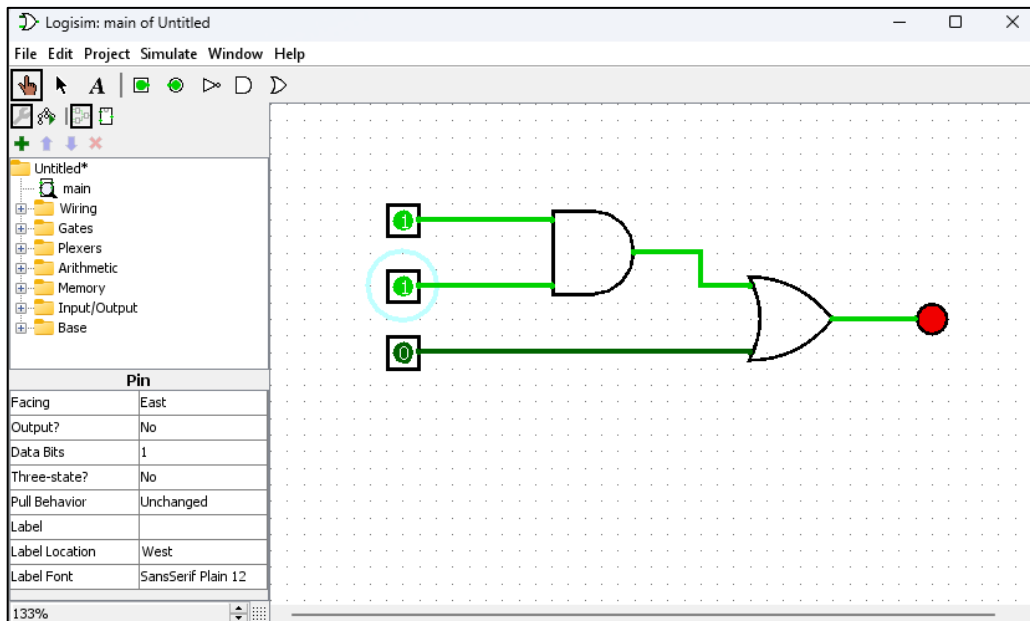 Logisim: main of Untitled
File Edit Project Simulate Window Help
A
Untitled*
main
Wiring
Gates
Plexers
Arithmetic
Memory
Input/Output
Base
Pin
Facing East
Output? No
Data Bits 1
Three-state? No
Pull Behavior Unchanged
Label
Label Location West
Label Font SansSerif Plain 12
133%
1
1
0